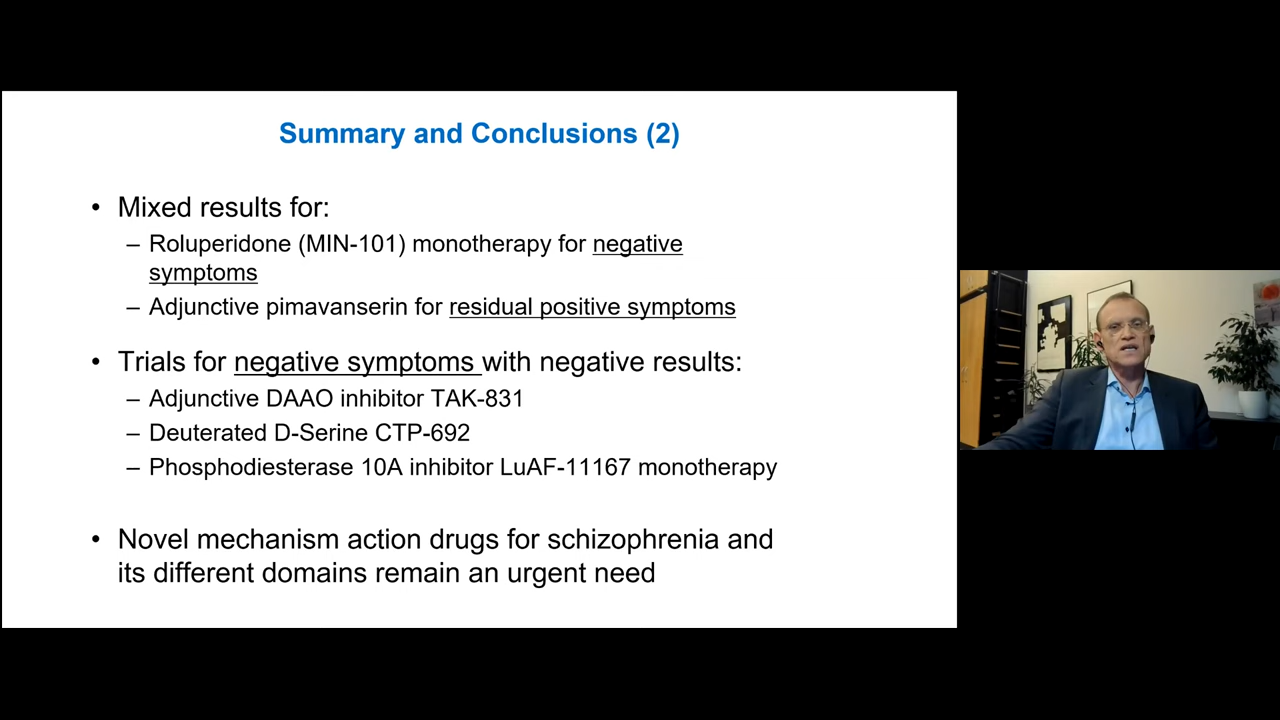 Summary and Conclusions (2)
• Mixed results for:
– Roluperidone (MIN-101) monotherapy for negative
symptoms
– Adjunctive pimavanserin for residual positive symptoms
• Trials for negative symptoms with negative results:
– Adjunctive DAAO inhibitor TAK-831
– Deuterated D-Serine CTP-692
– Phosphodiesterase 10A inhibitor LuAF-11167 monotherapy
• Novel mechanism action drugs for schizophrenia and
its different domains remain an urgent need